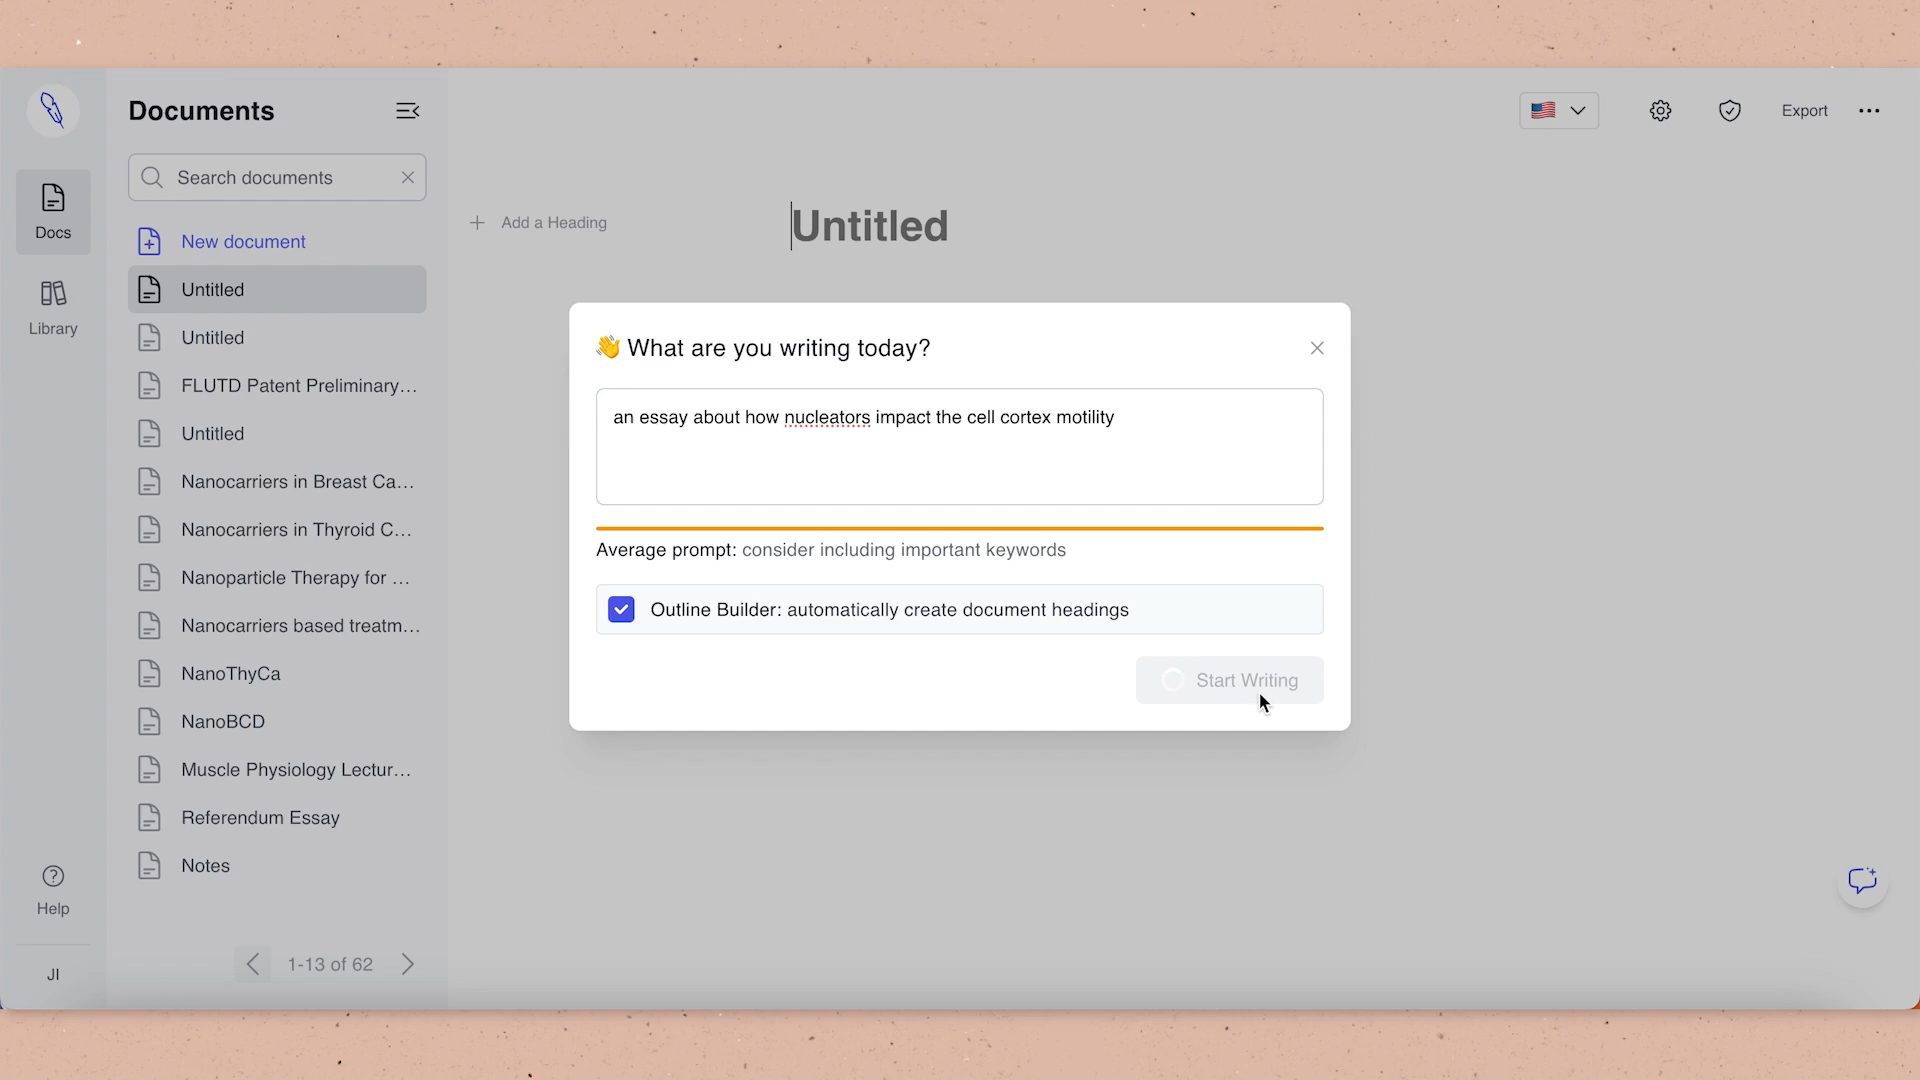 Documents
Export
Search documents
Docs
Add a Heading
Untitled
New document
Untitled
Library
Untitled
👋 What are you writing today?
FLUTD Patent Preliminary...
an essay about how nucleators impact the cell cortex motility
Untitled
Nanocarriers in Breast Ca...
Nanocarriers in Thyroid C...
Average prompt: consider including important keywords
Nanoparticle Therapy for ...
Outline Builder: automatically create document headings
Nanocarriers based treatm...
NanoThyCa
Start Writing
NanoBCD
Muscle Physiology Lectur...
Referendum Essay
Notes
Help
1-13 of 62
JI